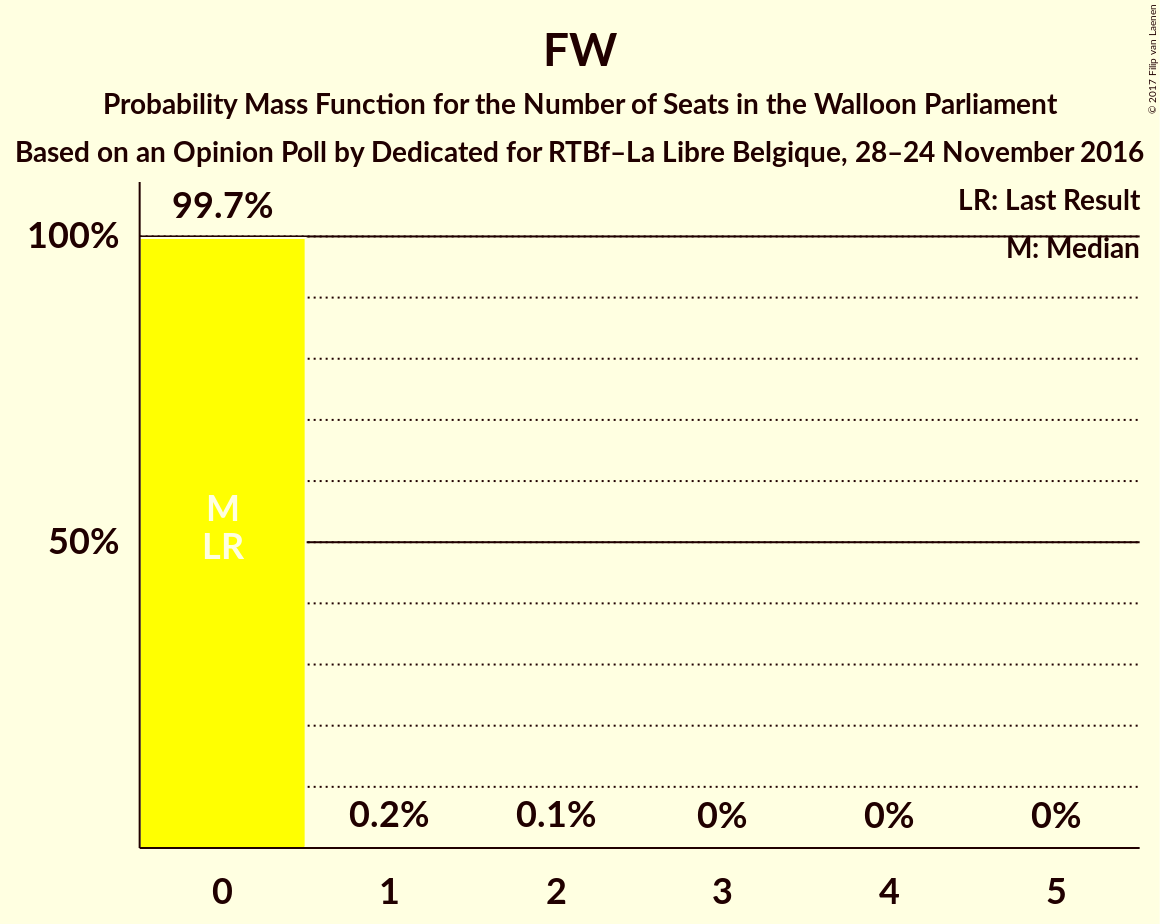 FW
Probability Mass Function for the Number of Seats in the Walloon Parliament
Based on an Opinion Poll by Dedicated for RTBf–La Libre Belgique, 28–24 November 2016
© 2017 Filip van Laenen
LR: Last Result
M: Median
99.7%
100%
50%
M
LR
0.2%
0.1%
0%
0%
0%
0
1
2
3
4
5